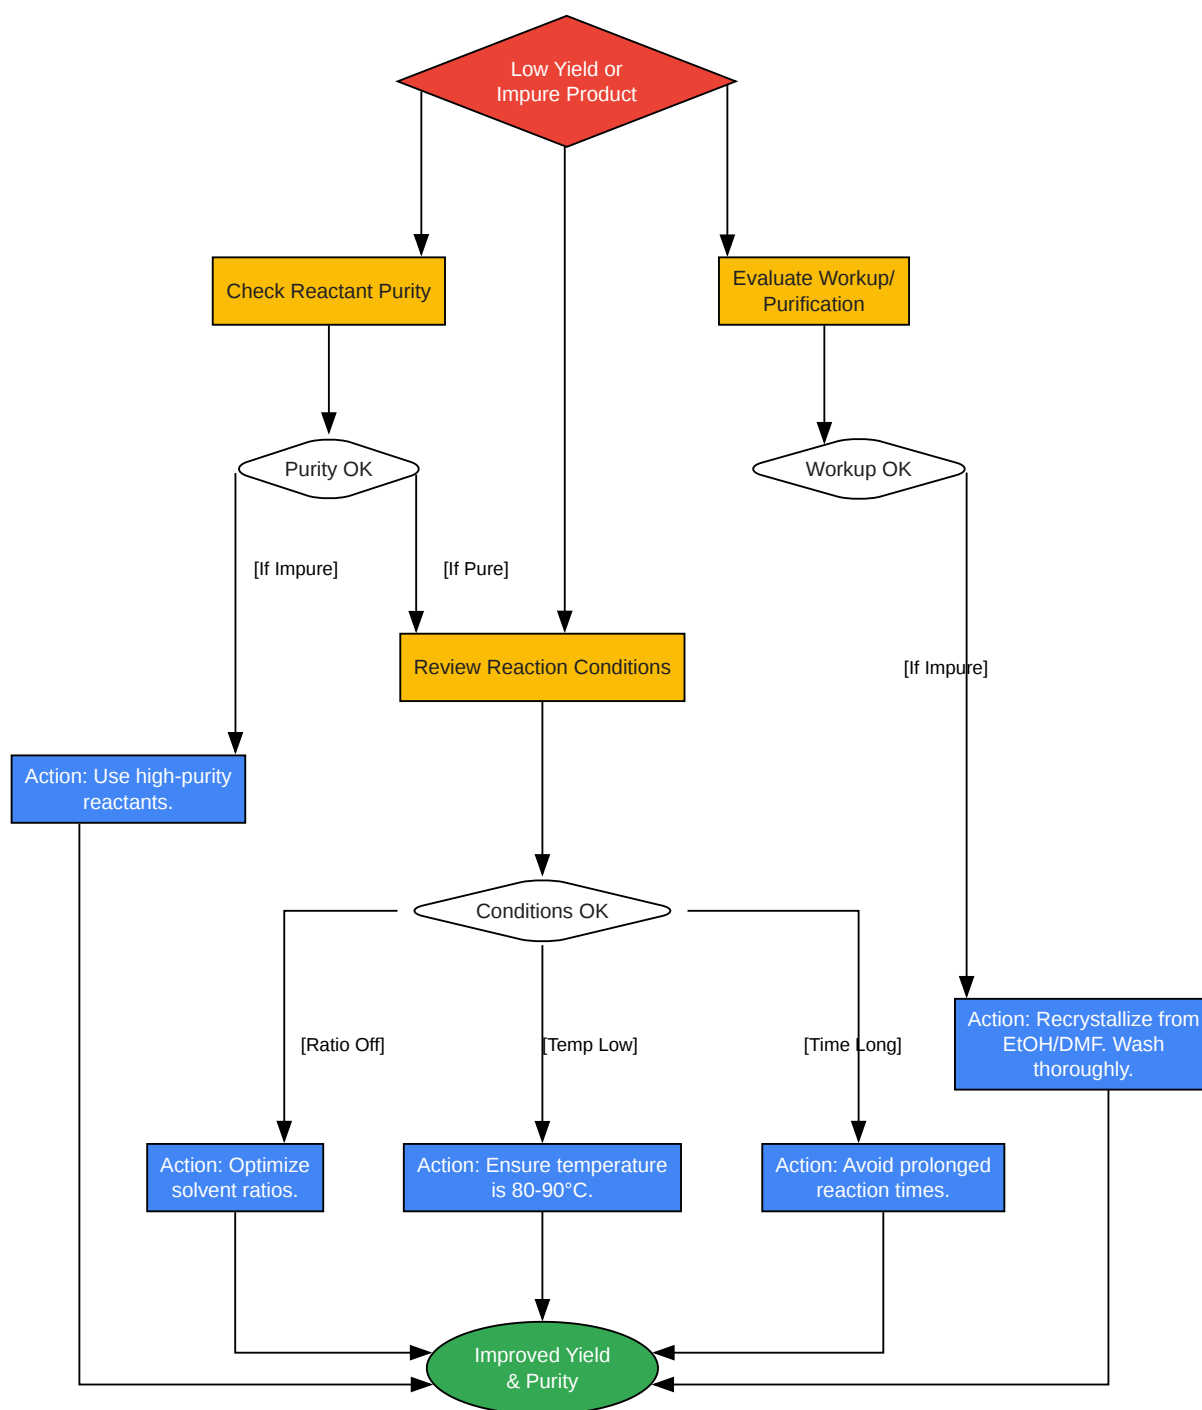 Low Yield or
Impure Product
Check Reactant Purity
Evaluate Workup/
Purification
Purity OK
Workup OK
[If Impure]
[If Pure]
Review Reaction Conditions
[If Impure]
Action: Use high-purity
reactants.
Conditions OK
Action: Recrystallize from
EtOH/DMF. Wash
thoroughly.
[Ratio Off]
[Temp Low]
[Time Long]
Action: Optimize
solvent ratios.
Action: Ensure temperature
is 80-90°C.
Action: Avoid prolonged
reaction times.
Improved Yield
& Purity